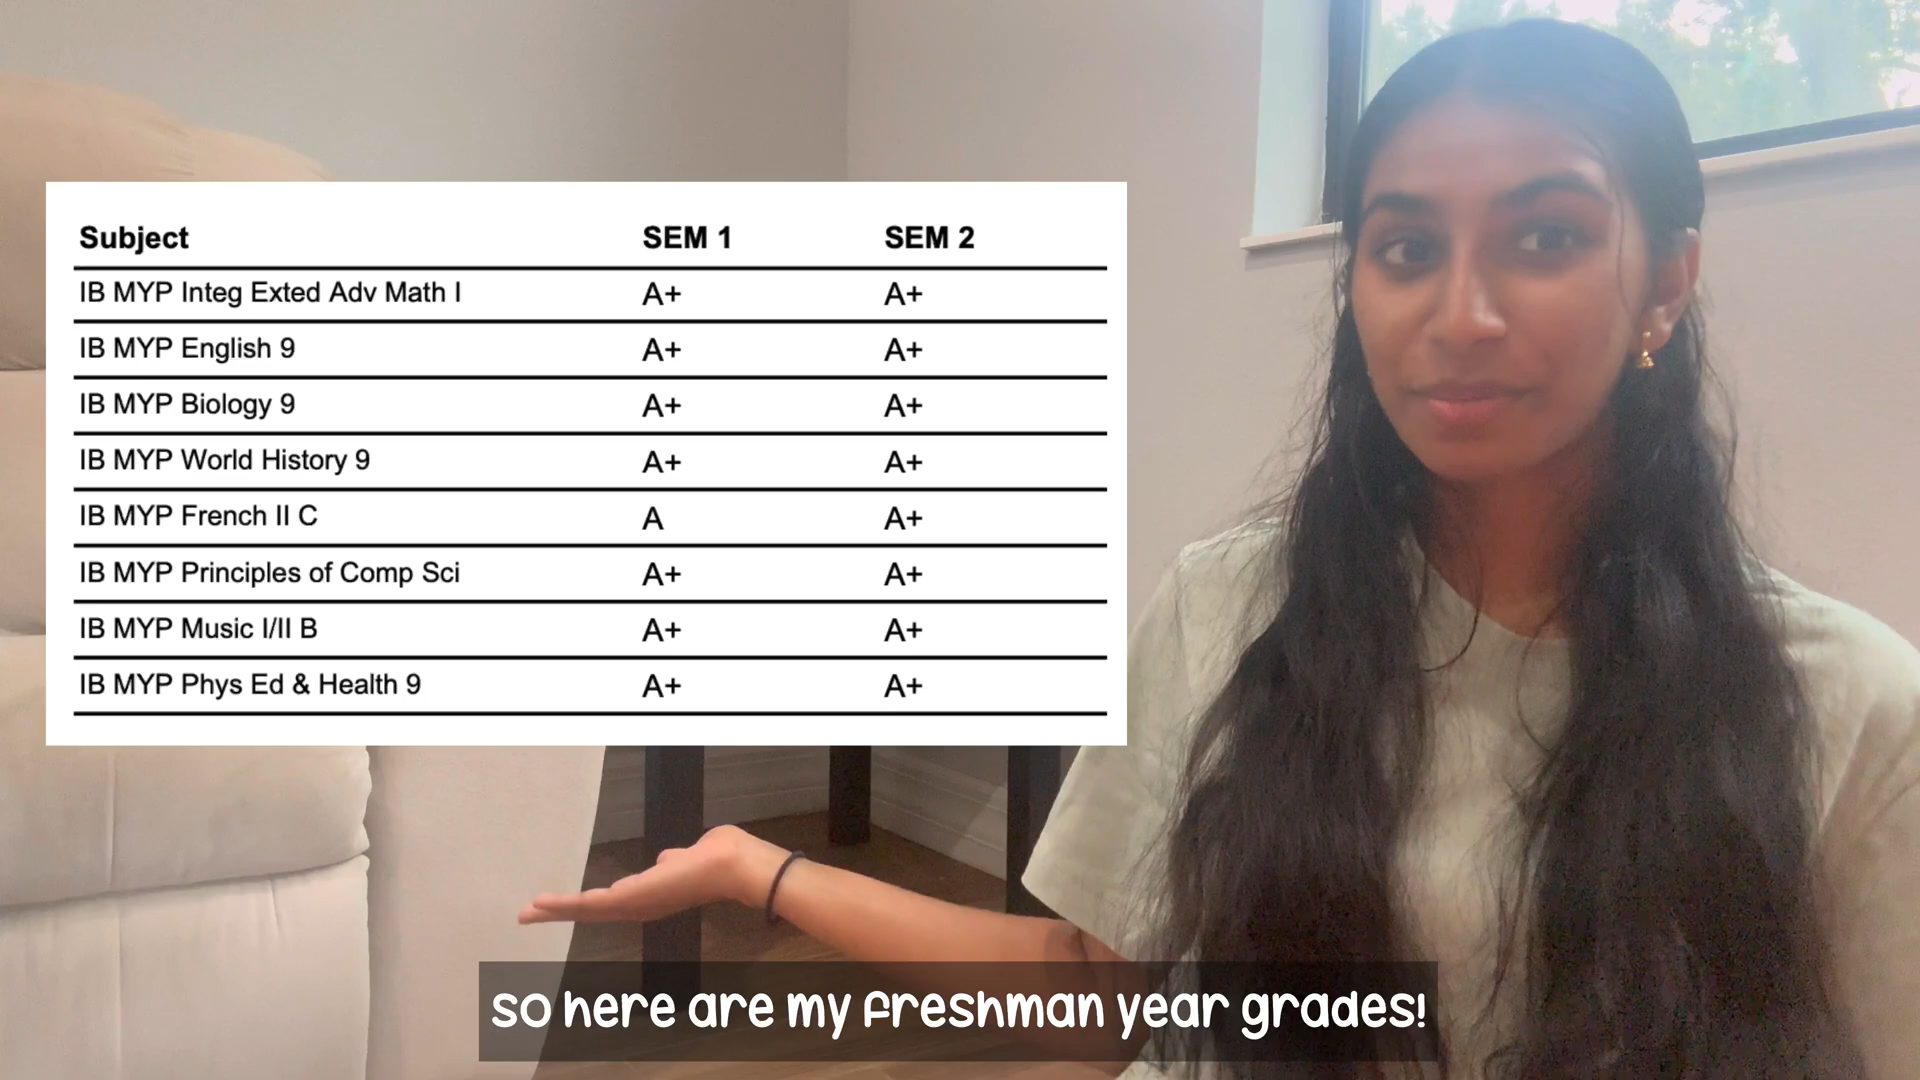 Subject SEM 1 SEM 2
IB MYP Integ Exted Adv Math I A+ A+
IB MYP English 9 A+ A+
IB MYP Biology 9 A+ A+
IB MYP World History 9 A+ A+
IB MYP French II C A A+
IB MYP Principles of Comp Sci A+ A+
IB MYP Music I/II B A+ A+
IB MYP Phys Ed & Health 9 A+ A+
so here are my freshman year grades!